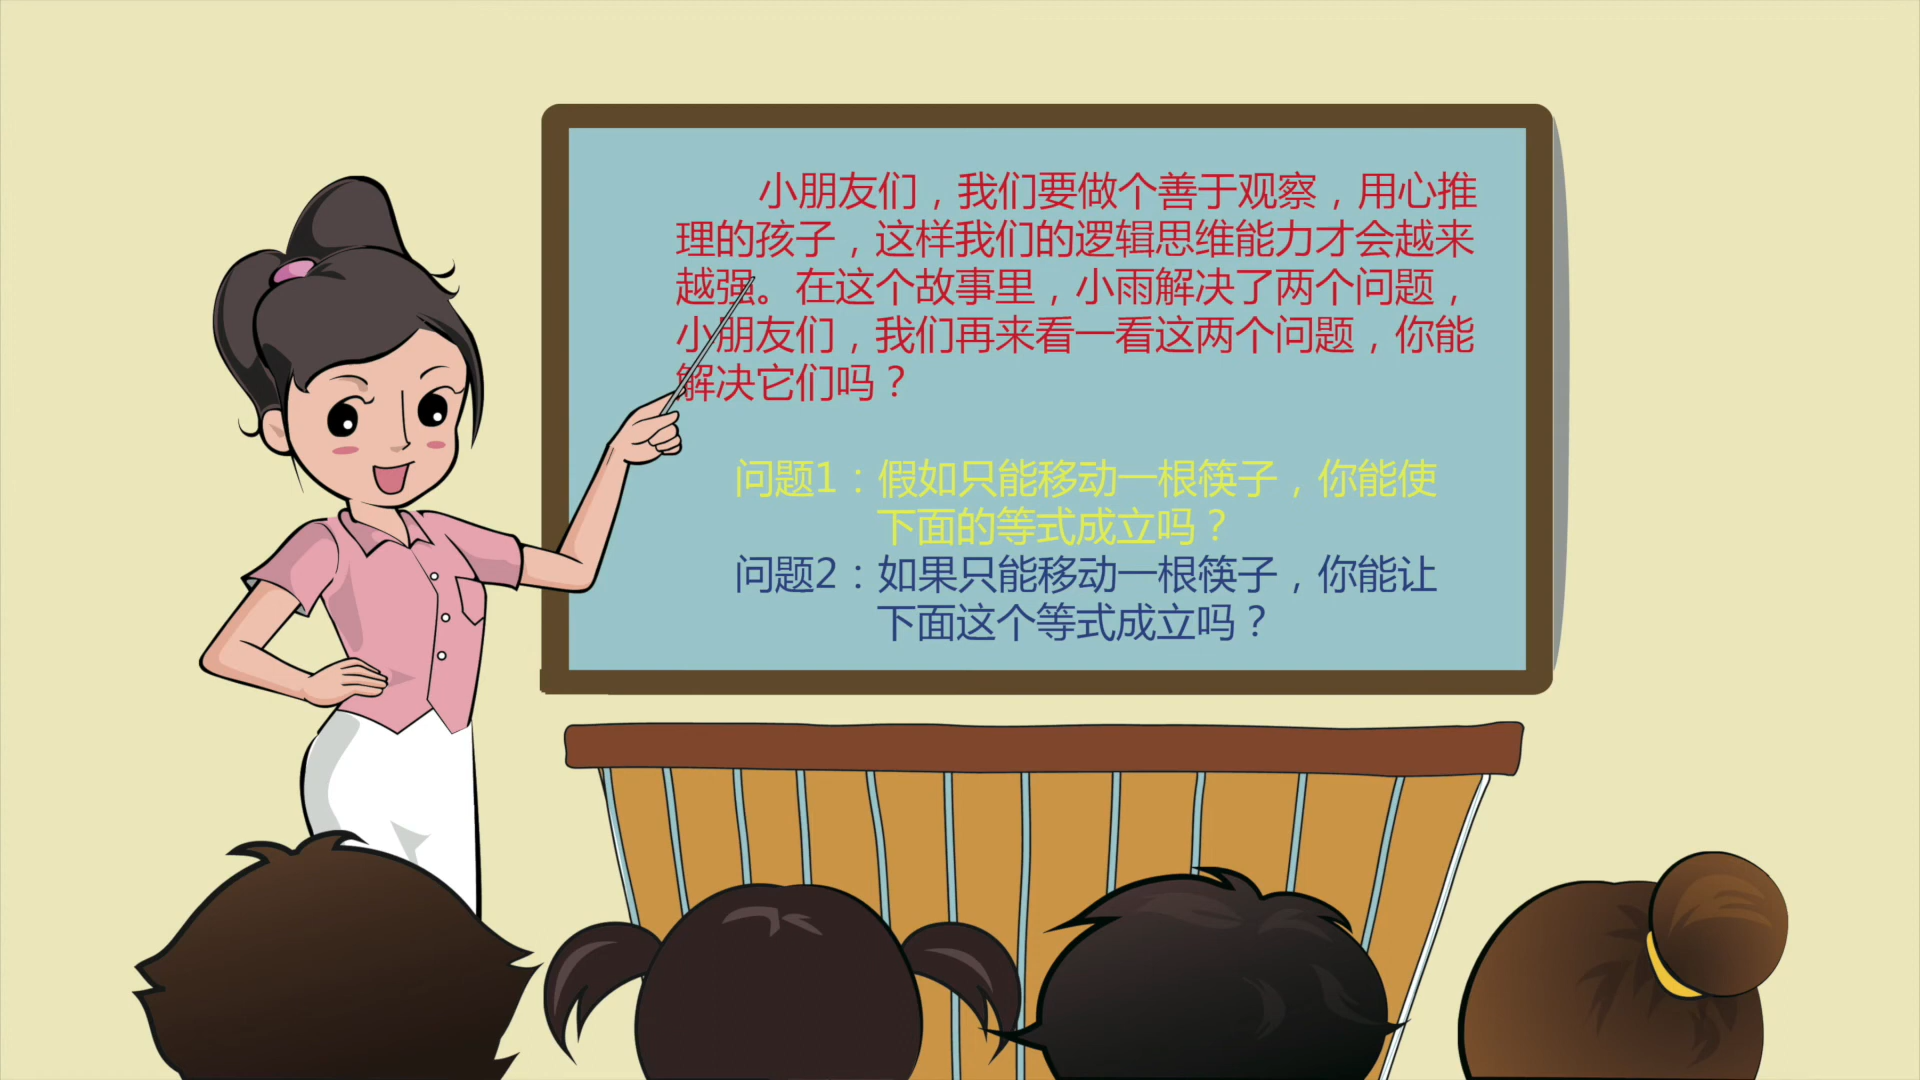 小朋友们，我们要做个善于观察，用心推
理的孩子，这样我们的逻辑思维能力才会越来
越强。在这个故事里，小雨解决了两个问题，
小朋友们，我们再来看一看这两个问题，你能
解决它们吗？
问题1：假如只能移动一根筷子，你能使
下面的等式成立吗？
问题2：如果只能移动一根筷子，你能让
下面这个等式成立吗？